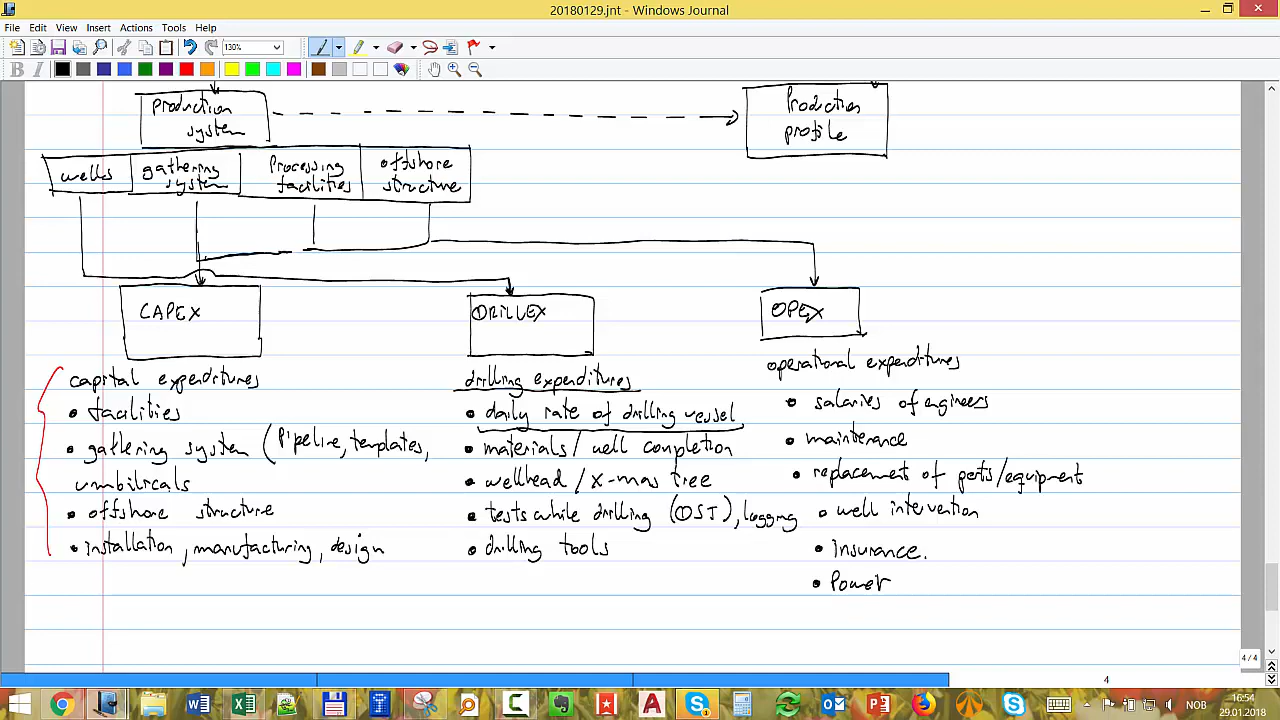 20180129.jnt - Windows Journal
File Edit View Insert Actions Tools Help
130%
B I
Production system
Production profile
wells
gathering system
Processing facilities
offshore structure
CAPEX
DRILLEX
OPEX
capital expenditures
• facilities
• gathering system (Pipeline, templates,
umbilicals
• offshore structure
• installation, manufacturing, design
drilling expenditures
• daily rate of drilling vessel
• materials / well completion
• wellhead / x-mas tree
• tests while drilling (DST), logging
• drilling tools
operational expenditures
• salaries of engineers
• maintenance
• replacement of parts/equipment
• well intervention
• insurance.
• Power
4 / 4
4
NOB
16:54
29.01.2018